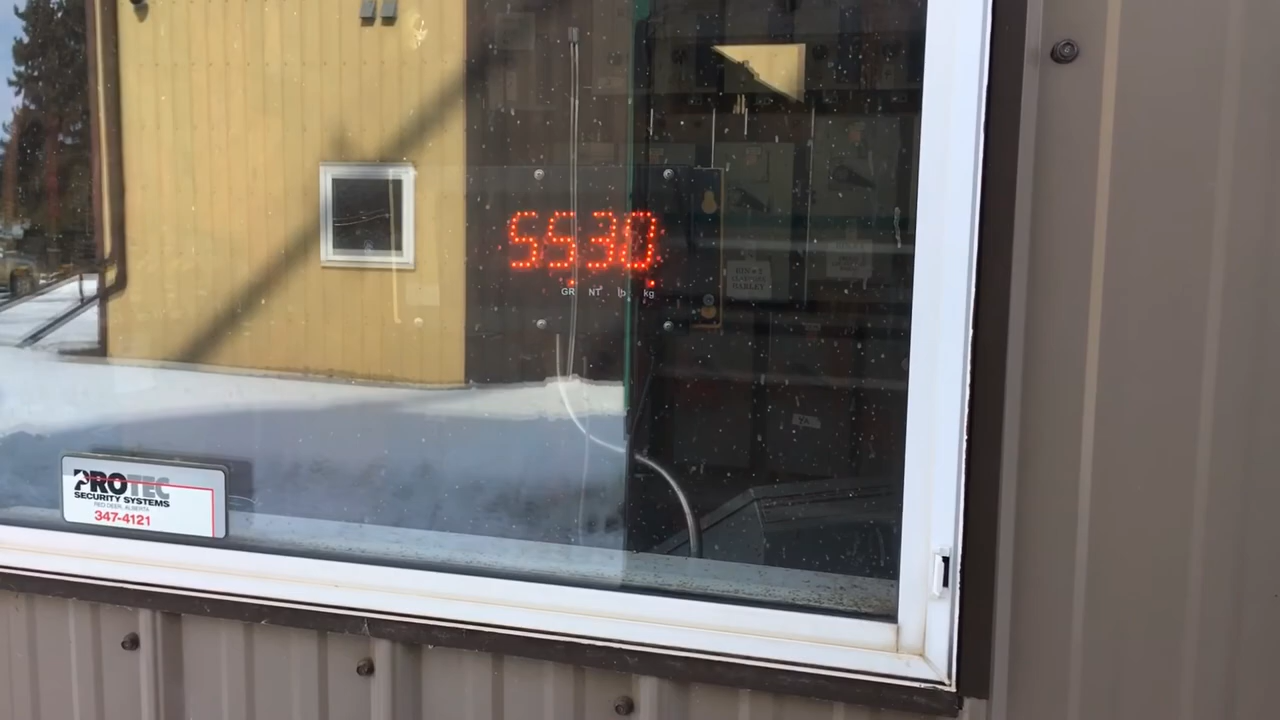 5530
GR NT lb kg
PROTEC
SECURITY SYSTEMS
RED DEER, ALBERTA
347-4121